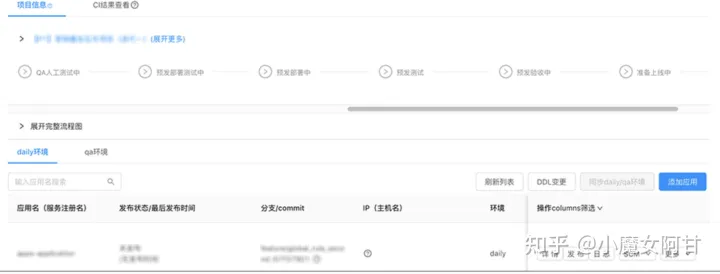 项目信息
CI结果查看
(展开更多)
QA人工测试中
预发部署测试中
预发部署中
预发测试
预发验收中
准备上线中
展开完整流程图
daily环境
qa环境
输入应用名搜索
刷新列表
DDL变更
同步daily/qa环境
添加应用
应用名（服务注册名）
发布状态/最后发布时间
分支/commit
IP（主机名）
环境
操作columns筛选
daily
详情
发布
日志
SCM
更多
知乎 @小魔女阿甘